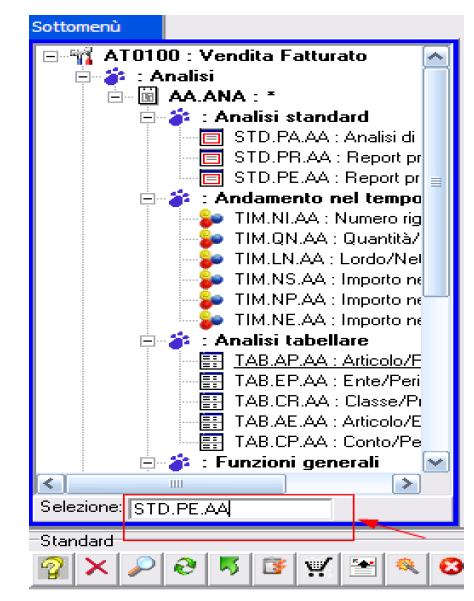 Sottomenù
AT0100 : Vendita Fatturato
: Analisi
AA.ANA : *
: Analisi standard
STD.PA.AA : Analisi di
STD.PR.AA : Report pr
STD.PE.AA : Report pr
: Andamento nel tempo
TIM.NI.AA : Numero rig
TIM.QN.AA : Quantità/
TIM.LN.AA : Lordo/Net
TIM.NS.AA : Importo ne
TIM.NP.AA : Importo ne
TIM.NE.AA : Importo ne
: Analisi tabellare
TAB.AP.AA : Articolo/P
TAB.EP.AA : Ente/Peri
TAB.CR.AA : Classe/Pr
TAB.AE.AA : Articolo/E
TAB.CP.AA : Conto/Pe
: Funzioni generali
Selezione: STD.PE.AA
Standard